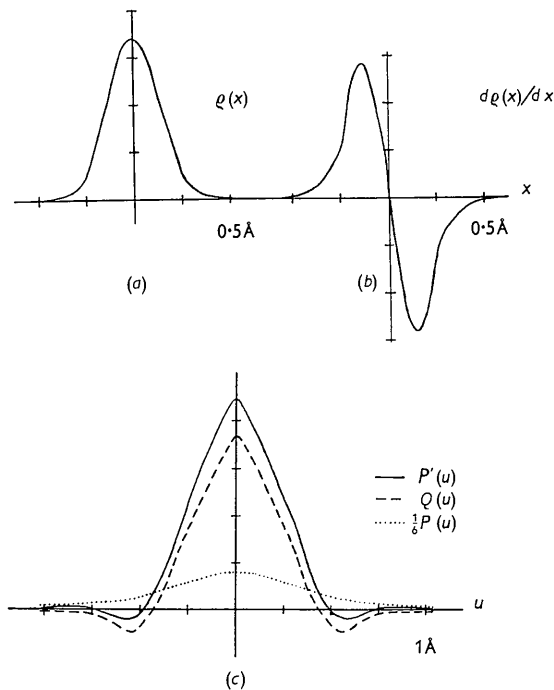 ϱ(x)
dϱ(x)/dx
x
0·5Å
0·5Å
(a)
(b)
P′(u)
Q(u)
⅙P(u)
u
1Å
(c)